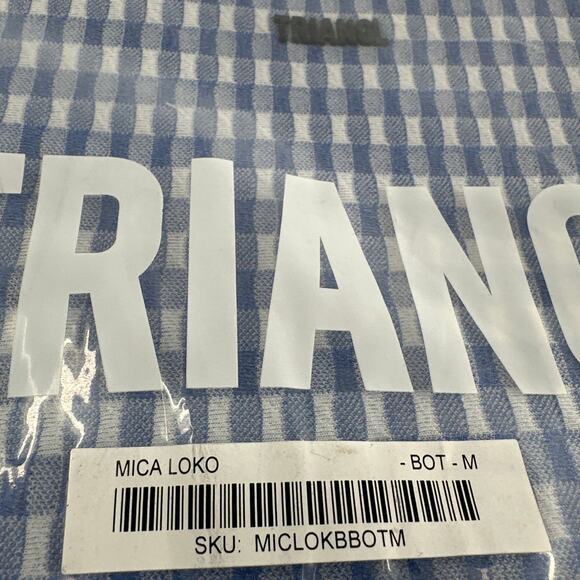 TRIANGL
TRIANG
MICA LOKO - BOT - M
SKU: MICLOKBBOTM